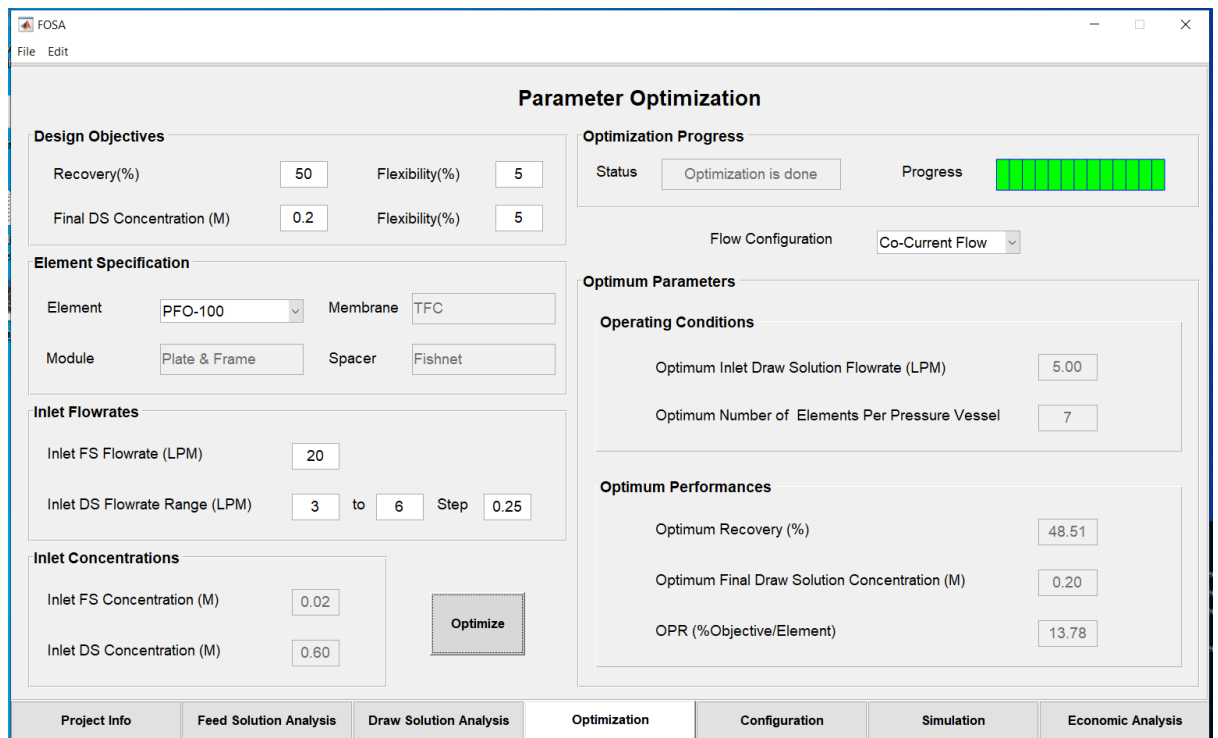 FOSA
File Edit
Parameter Optimization
Design Objectives
Recovery(%) 50 Flexibility(%) 5
Final DS Concentration (M) 0.2 Flexibility(%) 5
Element Specification
Element PFO-100 Membrane TFC
Module Plate & Frame Spacer Fishnet
Inlet Flowrates
Inlet FS Flowrate (LPM) 20
Inlet DS Flowrate Range (LPM) 3 to 6 Step 0.25
Inlet Concentrations
Inlet FS Concentration (M) 0.02
Inlet DS Concentration (M) 0.60
Optimize
Optimization Progress
Status Optimization is done Progress
Flow Configuration Co-Current Flow
Optimum Parameters
Operating Conditions
Optimum Inlet Draw Solution Flowrate (LPM) 5.00
Optimum Number of Elements Per Pressure Vessel 7
Optimum Performances
Optimum Recovery (%) 48.51
Optimum Final Draw Solution Concentration (M) 0.20
OPR (%Objective/Element) 13.78
Project Info Feed Solution Analysis Draw Solution Analysis Optimization Configuration Simulation Economic Analysis